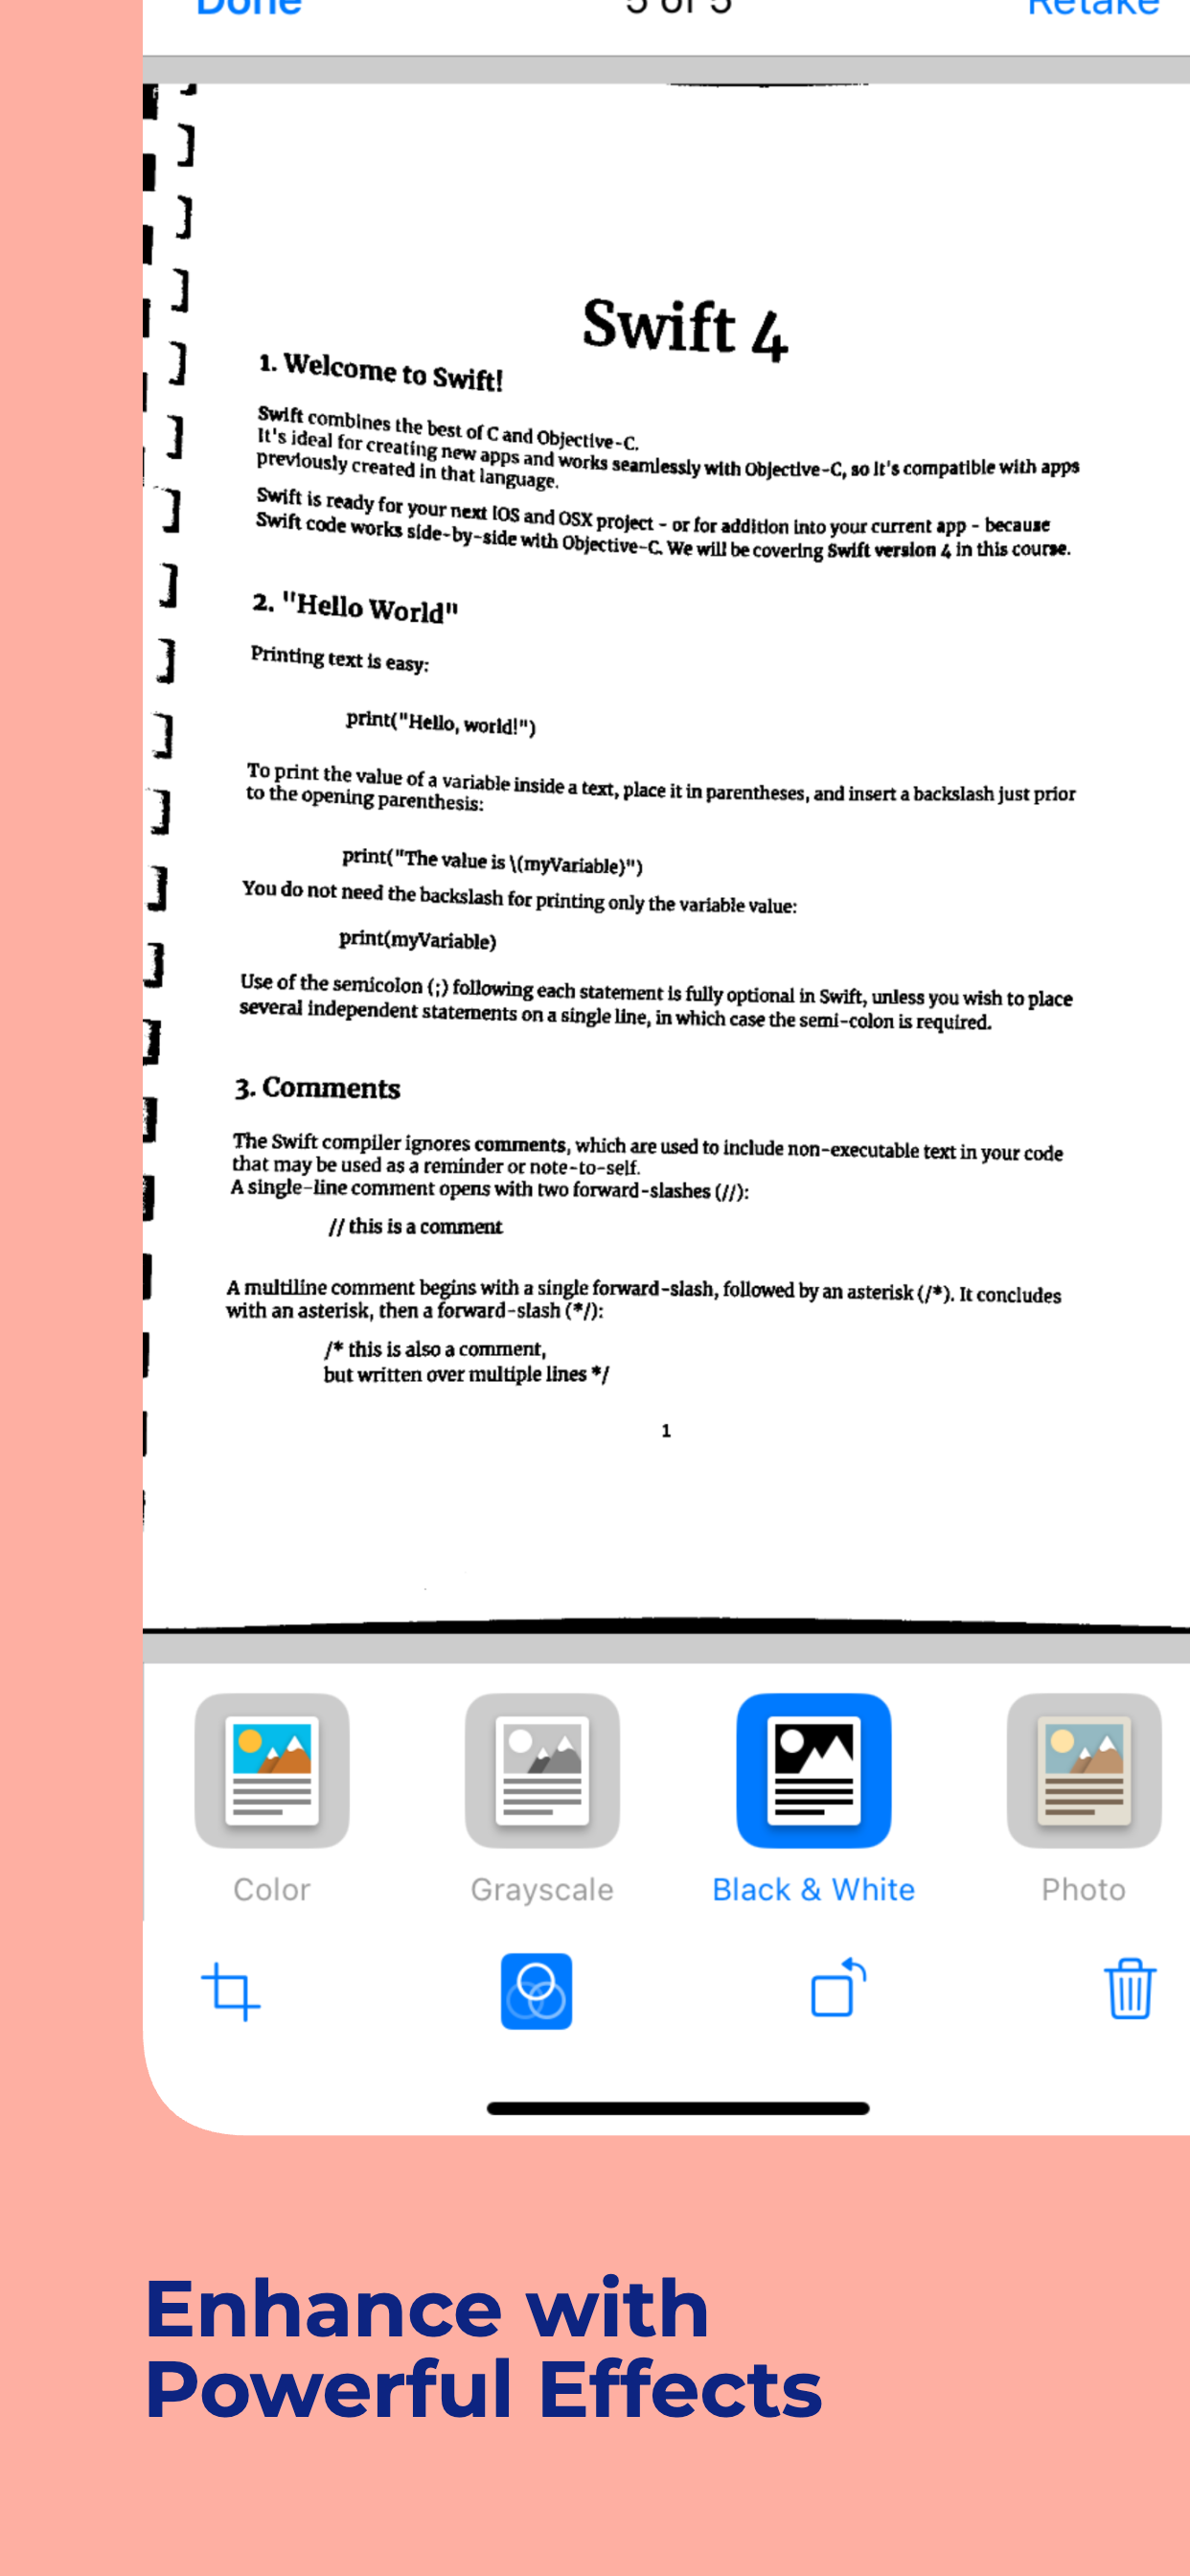 Done 5 of 5 Retake
Swift 4
1. Welcome to Swift!
Swift combines the best of C and Objective-C.
It's ideal for creating new apps and works seamlessly with Objective-C, so it's compatible with apps
previously created in that language.
Swift is ready for your next IOS and OSX project - or for addition into your current app - because
Swift code works side-by-side with Objective-C. We will be covering Swift version 4 in this course.
2. "Hello World"
Printing text is easy:
print("Hello, world!")
To print the value of a variable inside a text, place it in parentheses, and insert a backslash just prior
to the opening parenthesis:
print("The value is \(myVariable)")
You do not need the backslash for printing only the variable value:
print(myVariable)
Use of the semicolon (;) following each statement is fully optional in Swift, unless you wish to place
several independent statements on a single line, in which case the semi-colon is required.
3. Comments
The Swift compiler ignores comments, which are used to include non-executable text in your code
that may be used as a reminder or note-to-self.
A single-line comment opens with two forward-slashes (//):
// this is a comment
A multiline comment begins with a single forward-slash, followed by an asterisk (/*). It concludes
with an asterisk, then a forward-slash (*/):
/* this is also a comment,
but written over multiple lines */
1
Color Grayscale Black & White Photo
Enhance with
Powerful Effects